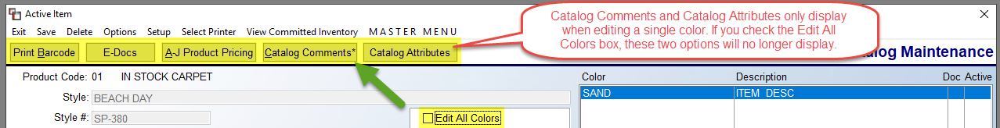 Active Item
Exit Save Delete Options Setup Select Printer View Committed Inventory MASTER MENU
Catalog Comments and Catalog Attributes only display
when editing a single color. If you check the Edit All
Colors box, these two options will no longer display.
Print Barcode E-Docs A-J Product Pricing Catalog Comments* Catalog Attributes
alog Maintenance
Product Code: 01 IN STOCK CARPET
Color Description Doc Active
Style: BEACH DAY
SAND ITEM DESC
Style #: SP-380
Edit All Colors